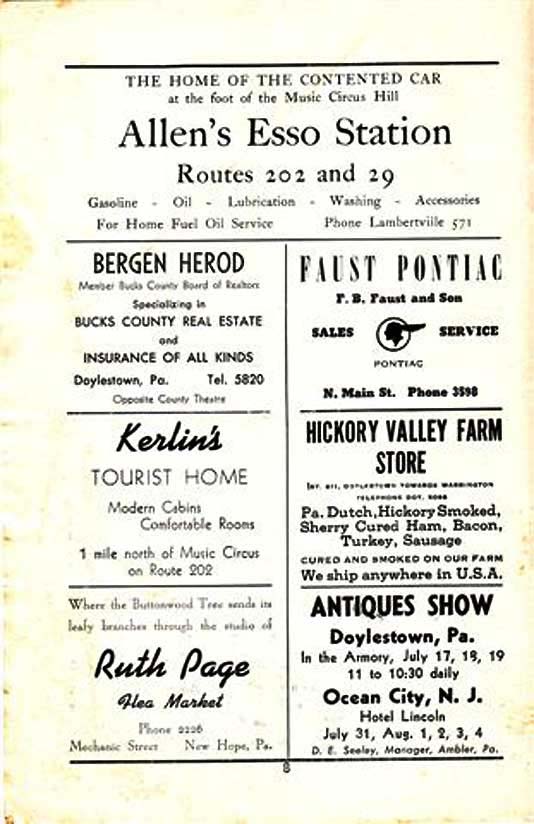 THE HOME OF THE CONTENTED CAR
at the foot of the Music Circus Hill
Allen's Esso Station
Routes 202 and 29
Gasoline - Oil - Lubrication - Washing - Accessories
For Home Fuel Oil Service Phone Lambertville 571
BERGEN HEROD
Member Bucks County Board of Realtors
Specializing in
BUCKS COUNTY REAL ESTATE
and
INSURANCE OF ALL KINDS
Doylestown, Pa. Tel. 5820
Opposite County Theatre
Kerlin's
TOURIST HOME
Modern Cabins
Comfortable Rooms
1 mile north of Music Circus
on Route 202
Where the Buttonwood Tree sends its
leafy branches through the studio of
Ruth Page
Flea Market
Phone 2226
Mechanic Street New Hope, Pa.
FAUST PONTIAC
F. B. Faust and Son
SALES SERVICE
PONTIAC
N. Main St. Phone 3598
HICKORY VALLEY FARM
STORE
611, DOYLESTOWN TOWARDS WARRINGTON
TELEPHONE DOY.
Pa. Dutch, Hickory Smoked,
Sherry Cured Ham, Bacon,
Turkey, Sausage
CURED AND SMOKED ON OUR FARM
We ship anywhere in U.S.A.
ANTIQUES SHOW
Doylestown, Pa.
In the Armory, July 17, 18, 19
11 to 10:30 daily
Ocean City, N. J.
Hotel Lincoln
July 31, Aug. 1, 2, 3, 4
D. E. Seeley, Manager, Ambler, Pa.
8